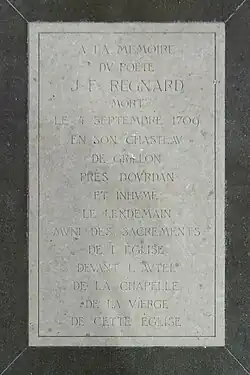 A LA MEMOIRE
DV POETE
J-F. REGNARD
MORT
LE 4 SEPTEMBRE 1709
EN SON CHASTEAV
DE GRILLON
PRES DOVRDAN
ET INHVME
LE LENDEMAIN
MVNI DES SACREMENTS
DE L EGLISE
DEVANT L AVTEL
DE LA CHAPELLE
DE LA VIERGE
DE CETTE EGLISE